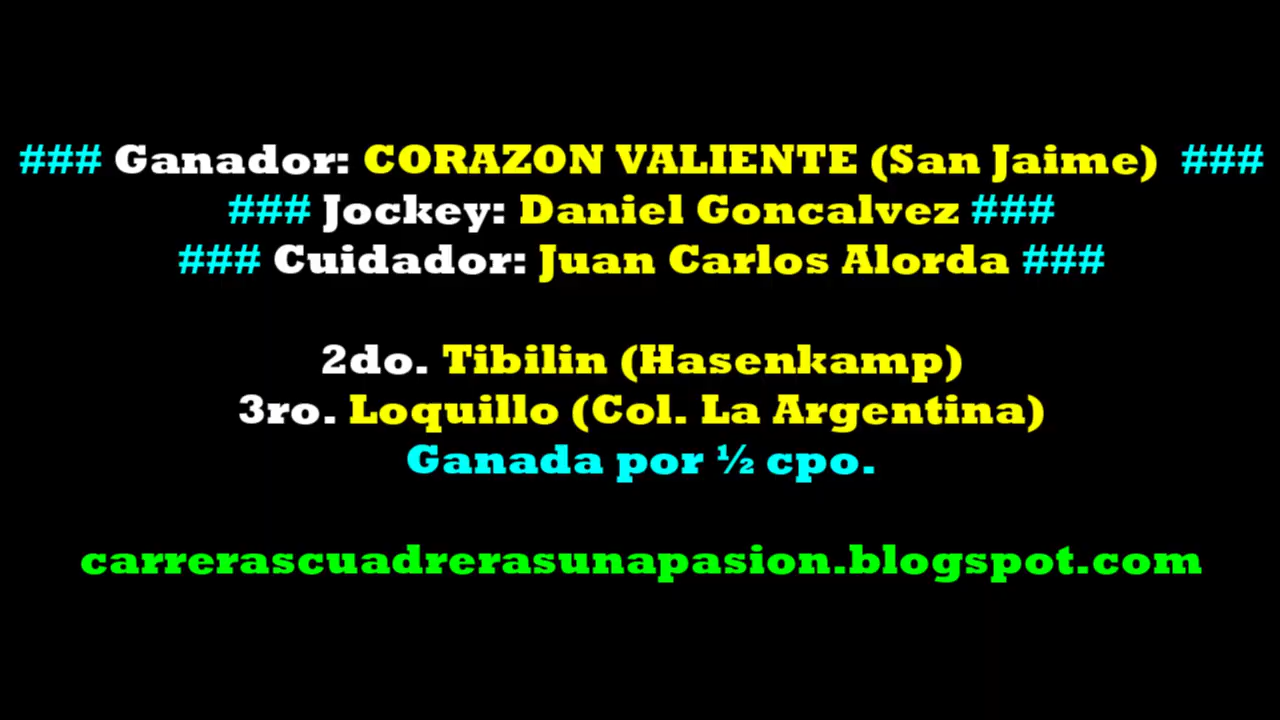 ### Ganador: CORAZON VALIENTE (San Jaime) ###
### Jockey: Daniel Goncalvez ###
### Cuidador: Juan Carlos Alorda ###
2do. Tibilin (Hasenkamp)
3ro. Loquillo (Col. La Argentina)
Ganada por ½ cpo.
carrerascuadrerasunapasion.blogspot.com